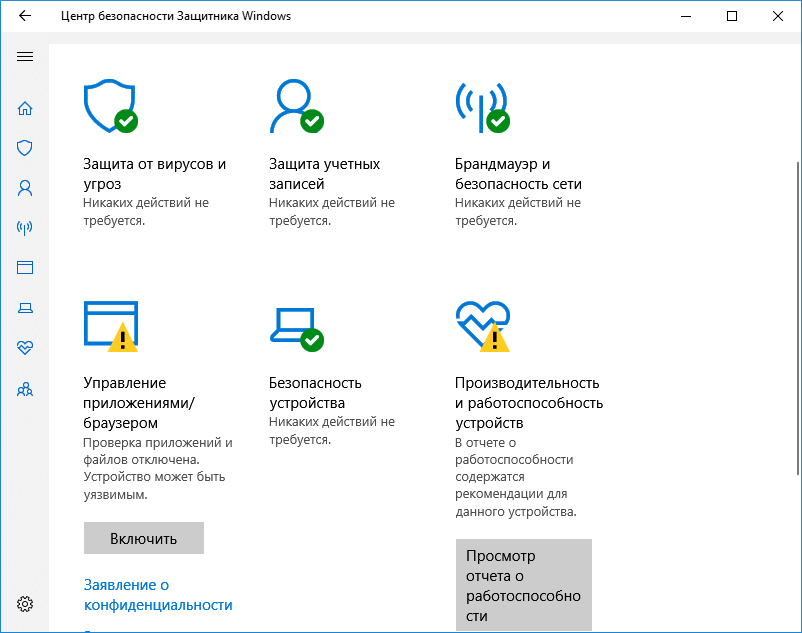 Центр безопасности Защитника Windows
Защита от вирусов и
угроз
Никаких действий не
требуется.
Защита учетных
записей
Никаких действий не
требуется.
Брандмауэр и
безопасность сети
Никаких действий не
требуется.
Управление
приложениями/
браузером
Проверка приложений и
файлов отключена.
Устройство может быть
уязвимым.
Включить
Заявление о
конфиденциальности
Безопасность
устройства
Никаких действий не
требуется.
Производительность
и работоспособность
устройств
В отчете о
работоспособности
содержатся
рекомендации для
данного устройства.
Просмотр
отчета о
работоспособно
сти